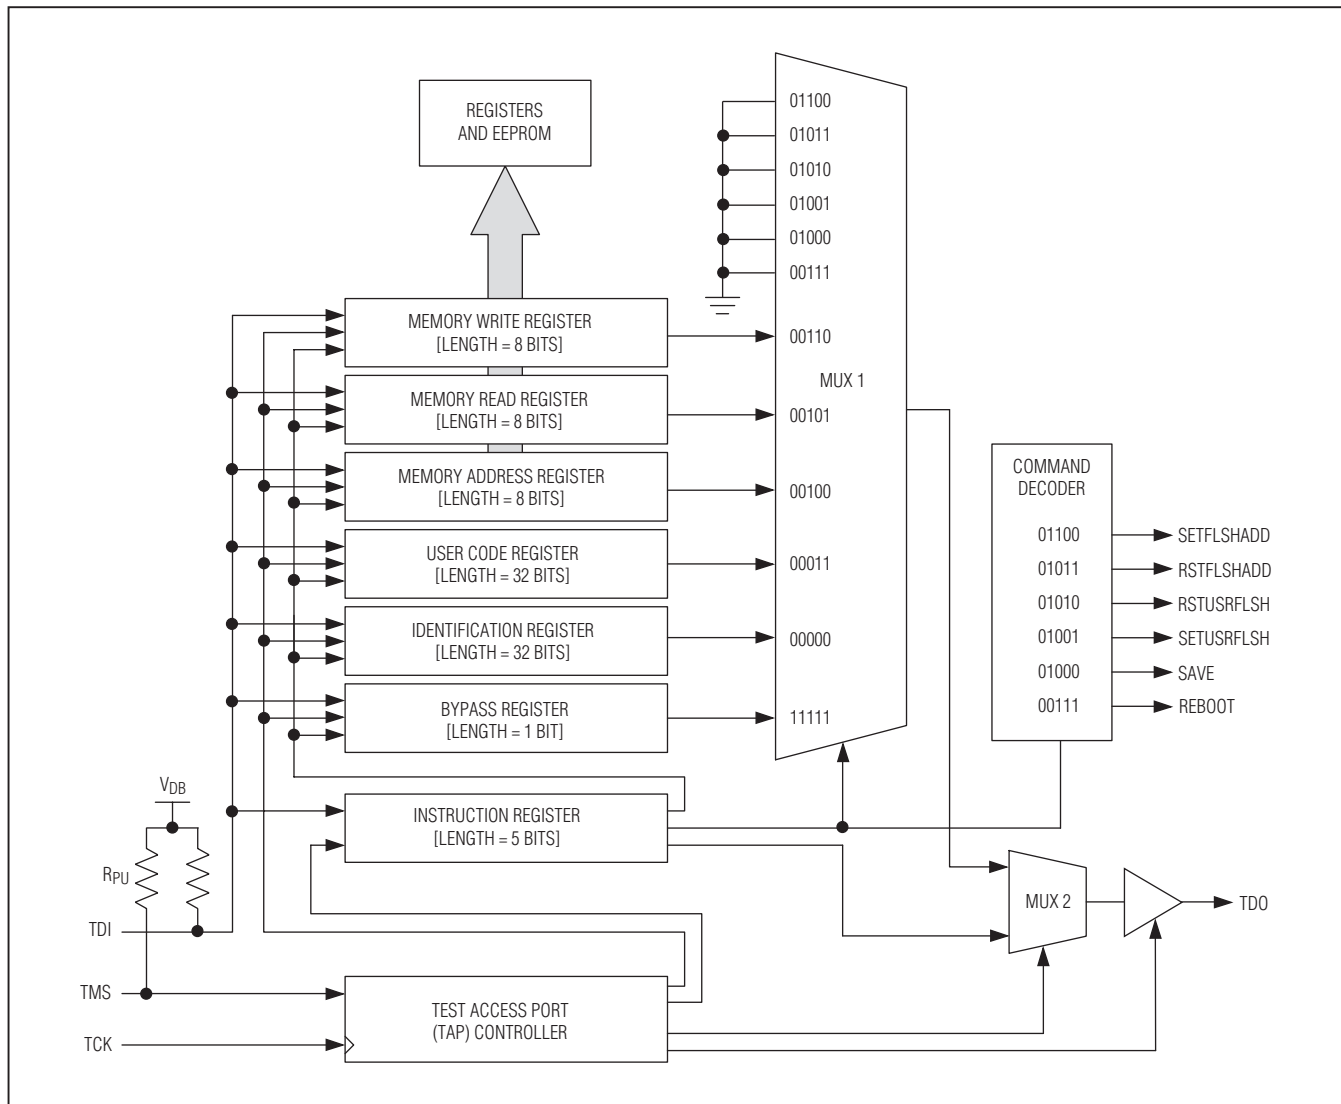 REGISTERS
AND EEPROM
01100
01011
01010
01001
01000
00111
MEMORY WRITE REGISTER
[LENGTH = 8 BITS]
00110
MUX 1
MEMORY READ REGISTER
[LENGTH = 8 BITS]
00101
MEMORY ADDRESS REGISTER
[LENGTH = 8 BITS]
00100
USER CODE REGISTER
[LENGTH = 32 BITS]
00011
IDENTIFICATION REGISTER
[LENGTH = 32 BITS]
00000
BYPASS REGISTER
[LENGTH = 1 BIT]
11111
COMMAND
DECODER
01100 SETFLSHADD
01011 RSTFLSHADD
01010 RSTUSRFLSH
01001 SETUSRFLSH
01000 SAVE
00111 REBOOT
INSTRUCTION REGISTER
[LENGTH = 5 BITS]
VDB
RPU
TDI
TMS
TCK
TEST ACCESS PORT
(TAP) CONTROLLER
MUX 2
TDO